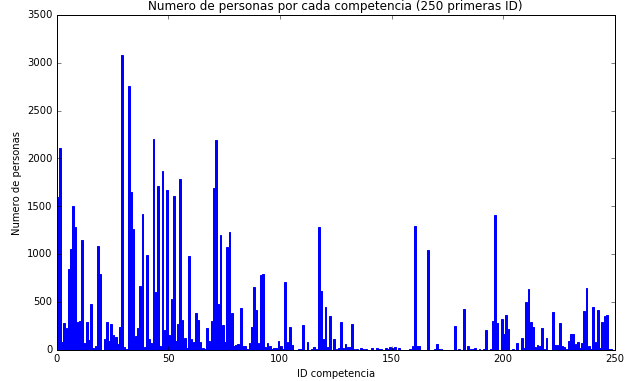 Numero de personas por cada competencia (250 primeras ID)
3500
3000
2500
2000
1500
1000
500
0
Numero de personas
0 50 100 150 200 250
ID competencia